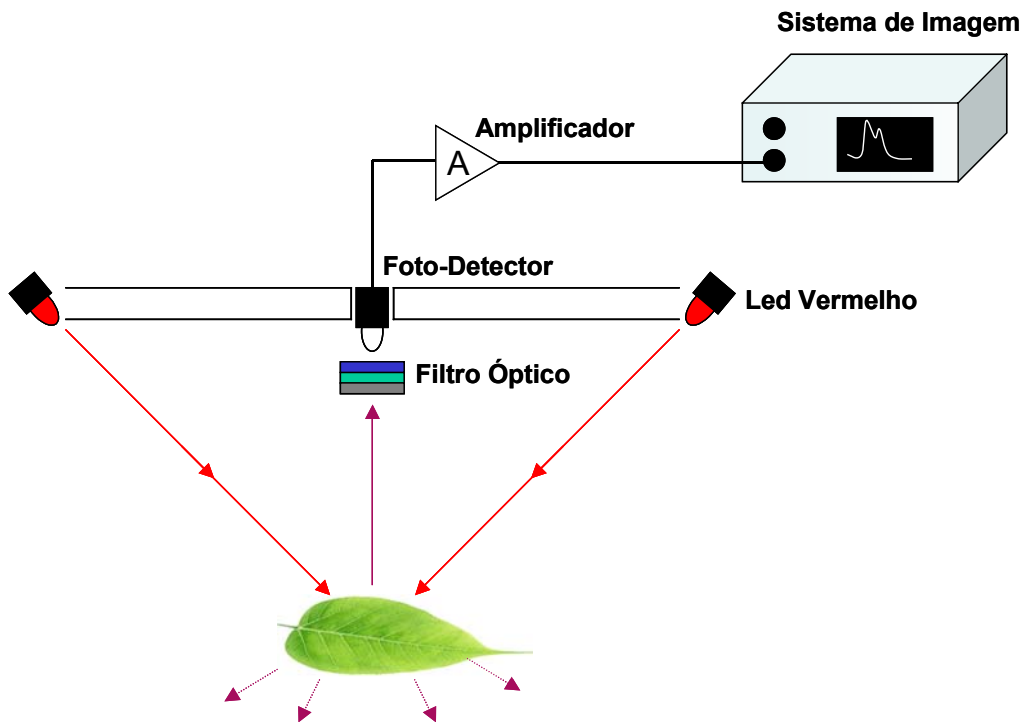 Sistema de Imagem
Amplificador
A
Foto-Detector
Led Vermelho
Filtro Óptico